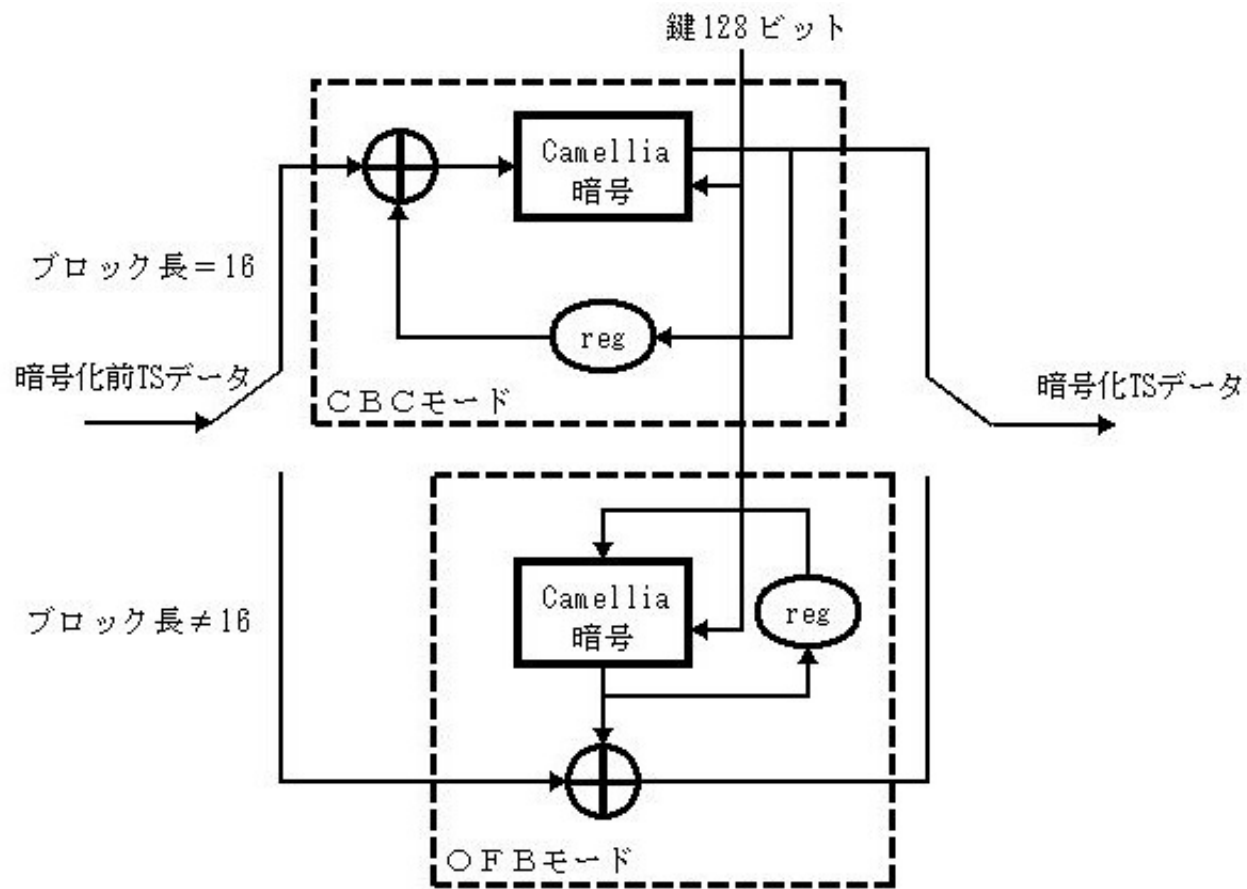 鍵128ビット
Camellia
暗号
ブロック長=16
reg
暗号化前TSデータ
CBCモード
暗号化TSデータ
Camellia
暗号
reg
ブロック長≠16
OFBモード